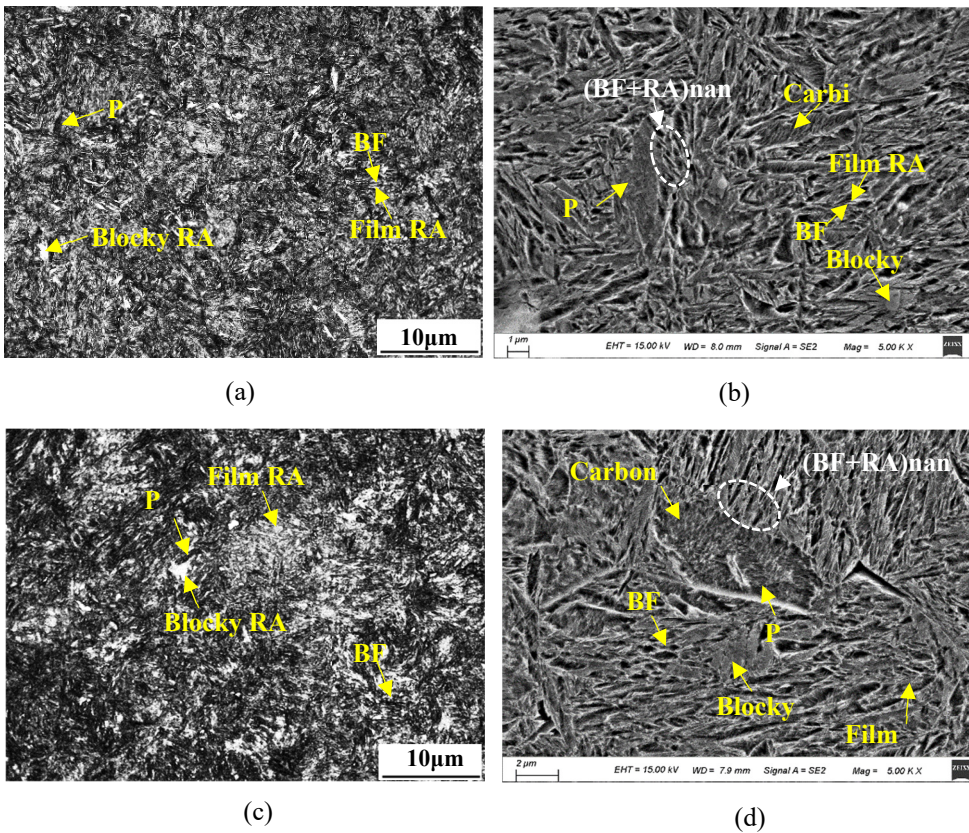 P
BF
Film RA
Blocky RA
10μm
(a)
(BF+RA)nan
Carbi
Film RA
P
BF
Blocky
1 μm
EHT = 15.00 kV WD = 8.0 mm Signal A = SE2 Mag = 5.00 K X
ZEISS
(b)
Film RA
P
Blocky RA
BF
10μm
(c)
Carbon
(BF+RA)nan
BF
P
Blocky
Film
2 μm
EHT = 15.00 kV WD = 7.9 mm Signal A = SE2 Mag = 5.00 K X
ZEISS
(d)